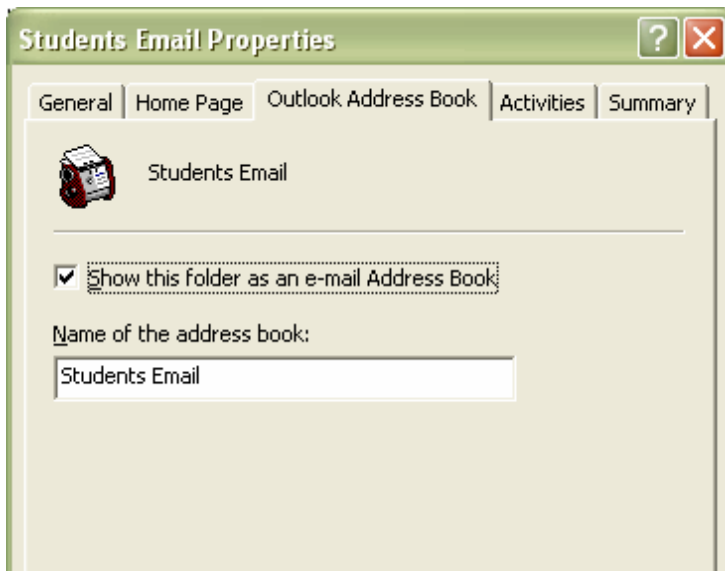 Students Email Properties
General Home Page Outlook Address Book Activities Summary
Students Email
Show this folder as an e-mail Address Book
Name of the address book:
Students Email